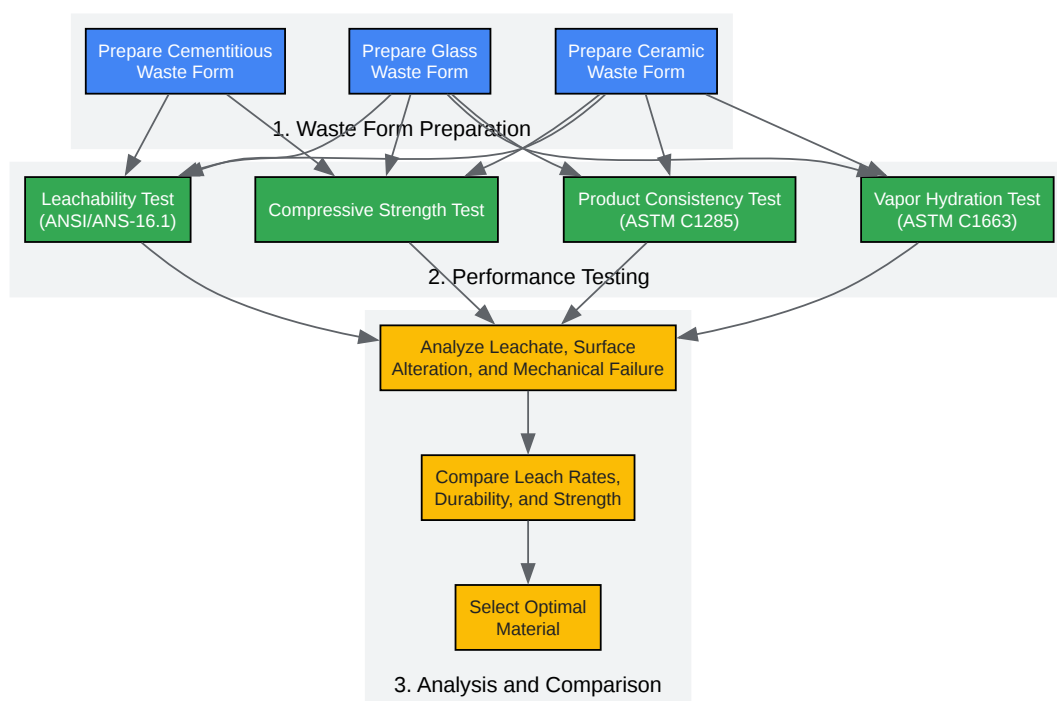 Prepare Cementitious
Waste Form
Prepare Glass
Waste Form
Prepare Ceramic
Waste Form
1. Waste Form Preparation
Leachability Test
(ANSI/ANS-16.1)
Compressive Strength Test
Product Consistency Test
(ASTM C1285)
Vapor Hydration Test
(ASTM C1663)
2. Performance Testing
Analyze Leachate, Surface
Alteration, and Mechanical Failure
Compare Leach Rates,
Durability, and Strength
Select Optimal
Material
3. Analysis and Comparison